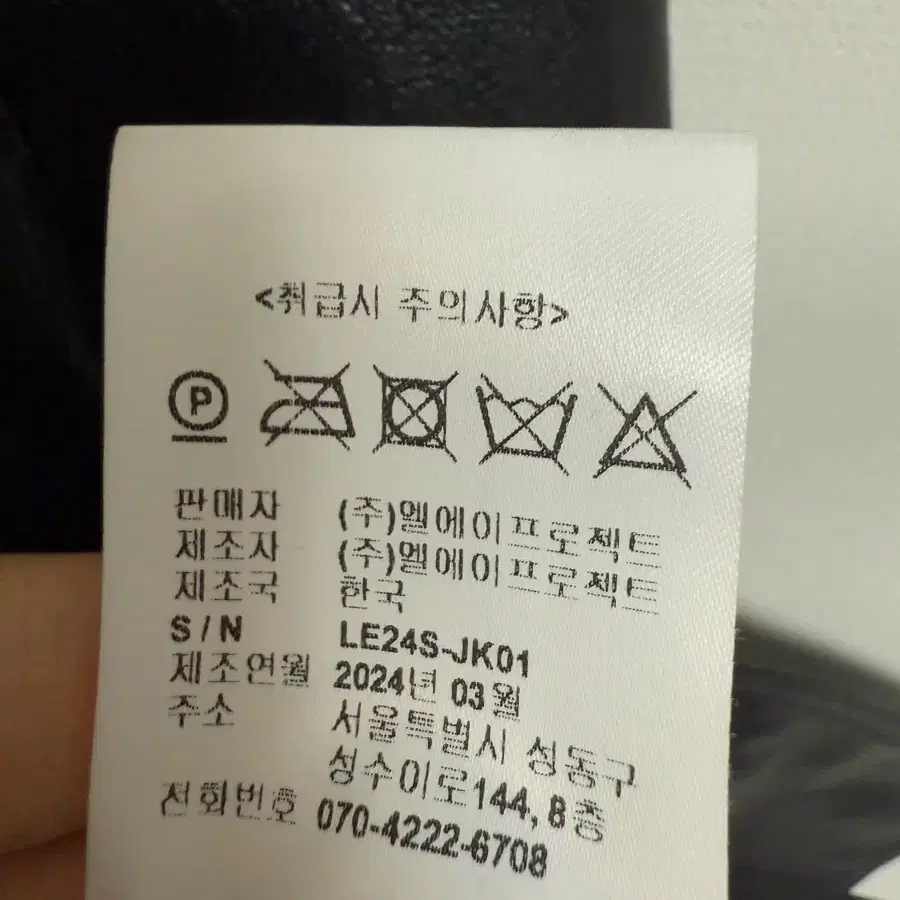 <취급시 주의사항>
P
판매자 (주)엘에이프로젝트
제조자 (주)엘에이프로젝트
제조국 한국
S/N LE24S-JK01
제조연월 2024년 03월
주소 서울특별시 성동구
성수이로144, 8층
전화번호 070-4222-6708